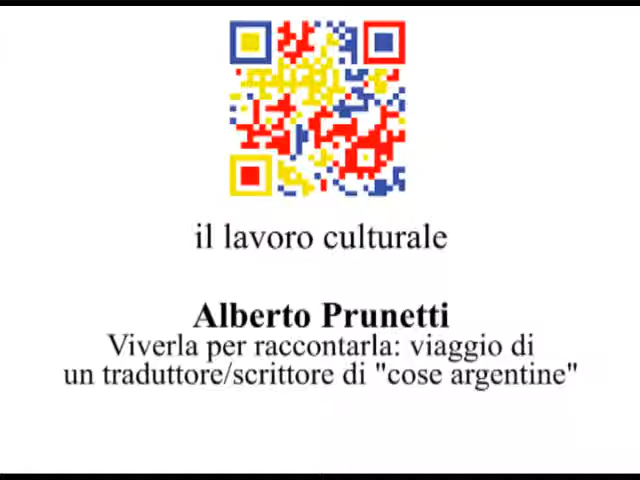 il lavoro culturale
Alberto Prunetti
Viverla per raccontarla: viaggio di
un traduttore/scrittore di "cose argentine"